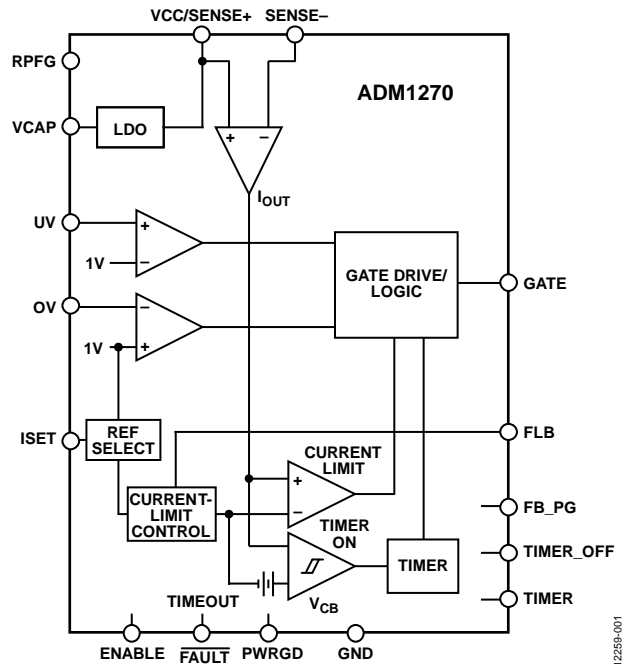 VCC/SENSE+ SENSE–
RPFG
ADM1270
VCAP
LDO
+ –
IOUT
UV
+
1V –
GATE DRIVE/
LOGIC
GATE
OV
–
1V +
ISET
REF
SELECT
FLB
CURRENT
LIMIT
+
–
CURRENT-
LIMIT
CONTROL
FB_PG
TIMER
ON
TIMER
TIMER_OFF
VCB
TIMEOUT
TIMER
ENABLE FAULT PWRGD GND
12259-001